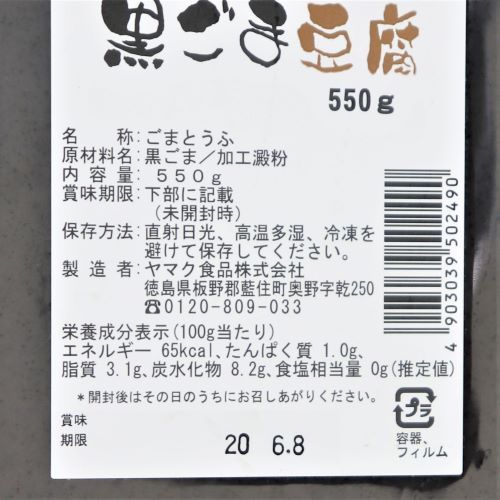 黒ごま豆腐
550g
名　　称:ごまとうふ
原材料名:黒ごま／加工澱粉
内 容 量:５５０ｇ
賞味期限:下部に記載
（未開封時）
保存方法:直射日光、高温多湿、冷凍を
避けて保存してください。
製 造 者:ヤマク食品株式会社
徳島県板野郡藍住町奥野字乾250
☎0120-809-033
栄養成分表示(100g当たり)
エネルギー 65kcal､たんぱく質 1.0g､
脂質 3.1g､炭水化物 8.2g､食塩相当量 0g(推定値)
＊開封後はその日のうちにお召しあがりください。
賞味
期限
20 6.8
4903039502490
プラ
容器、
フィルム